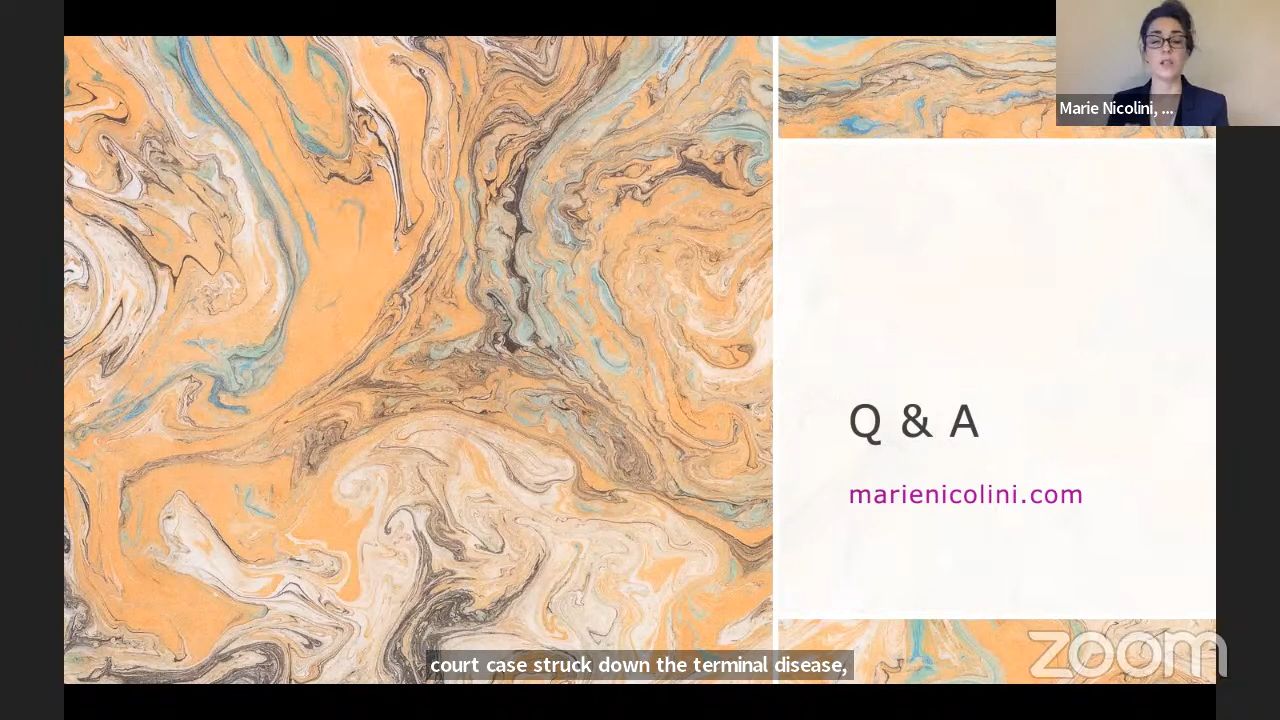 Marie Nicolini, ...
Q & A
marienicolini.com
court case struck down the terminal disease,
zoom